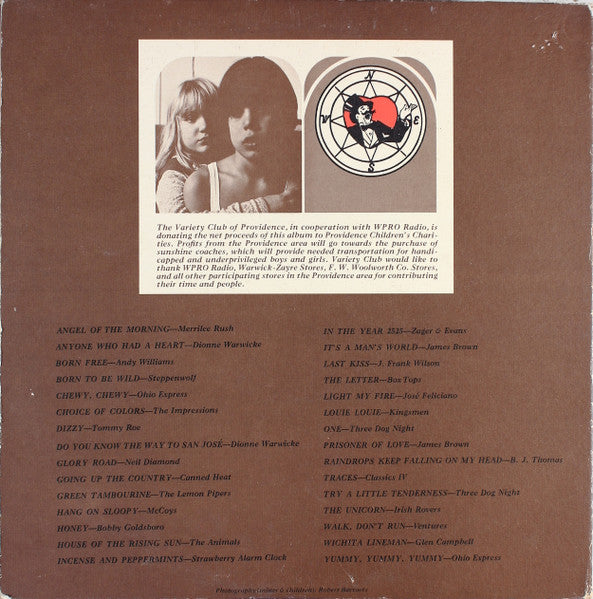 N
E
S
The Variety Club of Providence, in cooperation with WPRO Radio, is
donating the net proceeds of this album to Providence Children's Chari-
ties. Profits from the Providence area will go towards the purchase of
sunshine coaches, which will provide needed transportation for handi-
capped and underprivileged boys and girls. Variety Club would like to
thank WPRO Radio, Warwick-Zayre Stores, F. W. Woolworth Co. Stores,
and all other participating stores in the Providence area for contributing
their time and people.
ANGEL OF THE MORNING—Merrilee Rush
ANYONE WHO HAD A HEART—Dionne Warwicke
BORN FREE—Andy Williams
BORN TO BE WILD—Steppenwolf
CHEWY, CHEWY—Ohio Express
CHOICE OF COLORS—The Impressions
DIZZY—Tommy Roe
DO YOU KNOW THE WAY TO SAN JOSÉ—Dionne Warwicke
GLORY ROAD—Neil Diamond
GOING UP THE COUNTRY—Canned Heat
GREEN TAMBOURINE—The Lemon Pipers
HANG ON SLOOPY—McCoys
HONEY—Bobby Goldsboro
HOUSE OF THE RISING SUN—The Animals
INCENSE AND PEPPERMINTS—Strawberry Alarm Clock
IN THE YEAR 2525—Zager & Evans
IT'S A MAN'S WORLD—James Brown
LAST KISS—J. Frank Wilson
THE LETTER—Box Tops
LIGHT MY FIRE—José Feliciano
LOUIE LOUIE—Kingsmen
ONE—Three Dog Night
PRISONER OF LOVE—James Brown
RAINDROPS KEEP FALLING ON MY HEAD—B. J. Thomas
TRACES—Classics IV
TRY A LITTLE TENDERNESS—Three Dog Night
THE UNICORN—Irish Rovers
WALK, DON'T RUN—Ventures
WICHITA LINEMAN—Glen Campbell
YUMMY, YUMMY, YUMMY—Ohio Express
Photography children), Robert